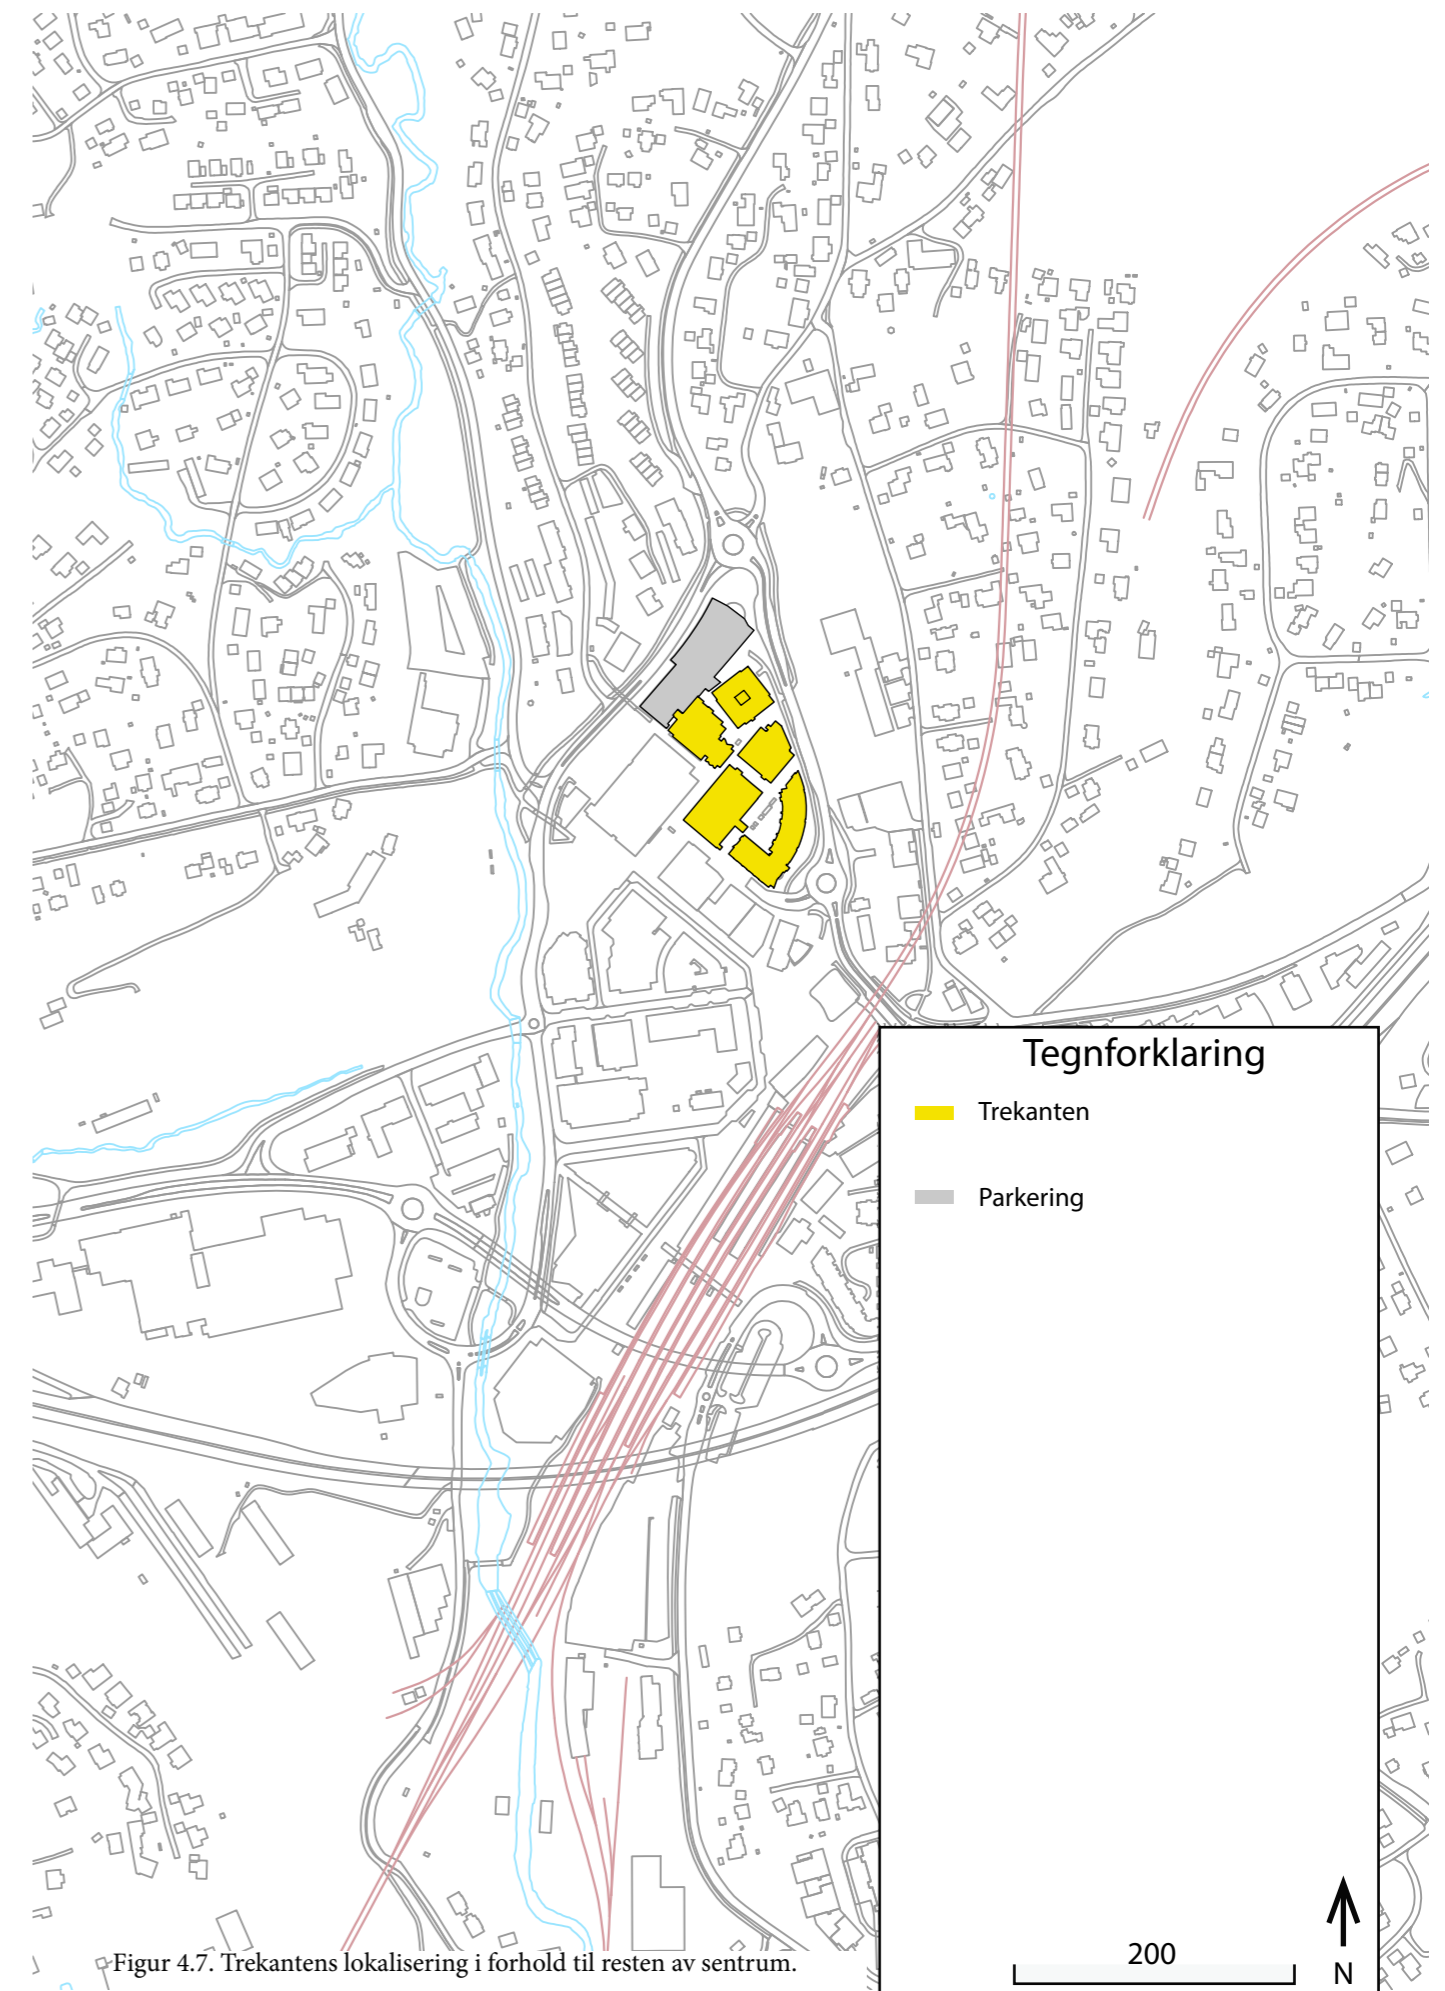 Tegnforklaring
Trekanten
Parkering
200
N
Figur 4.7. Trekantens lokalisering i forhold til resten av sentrum.